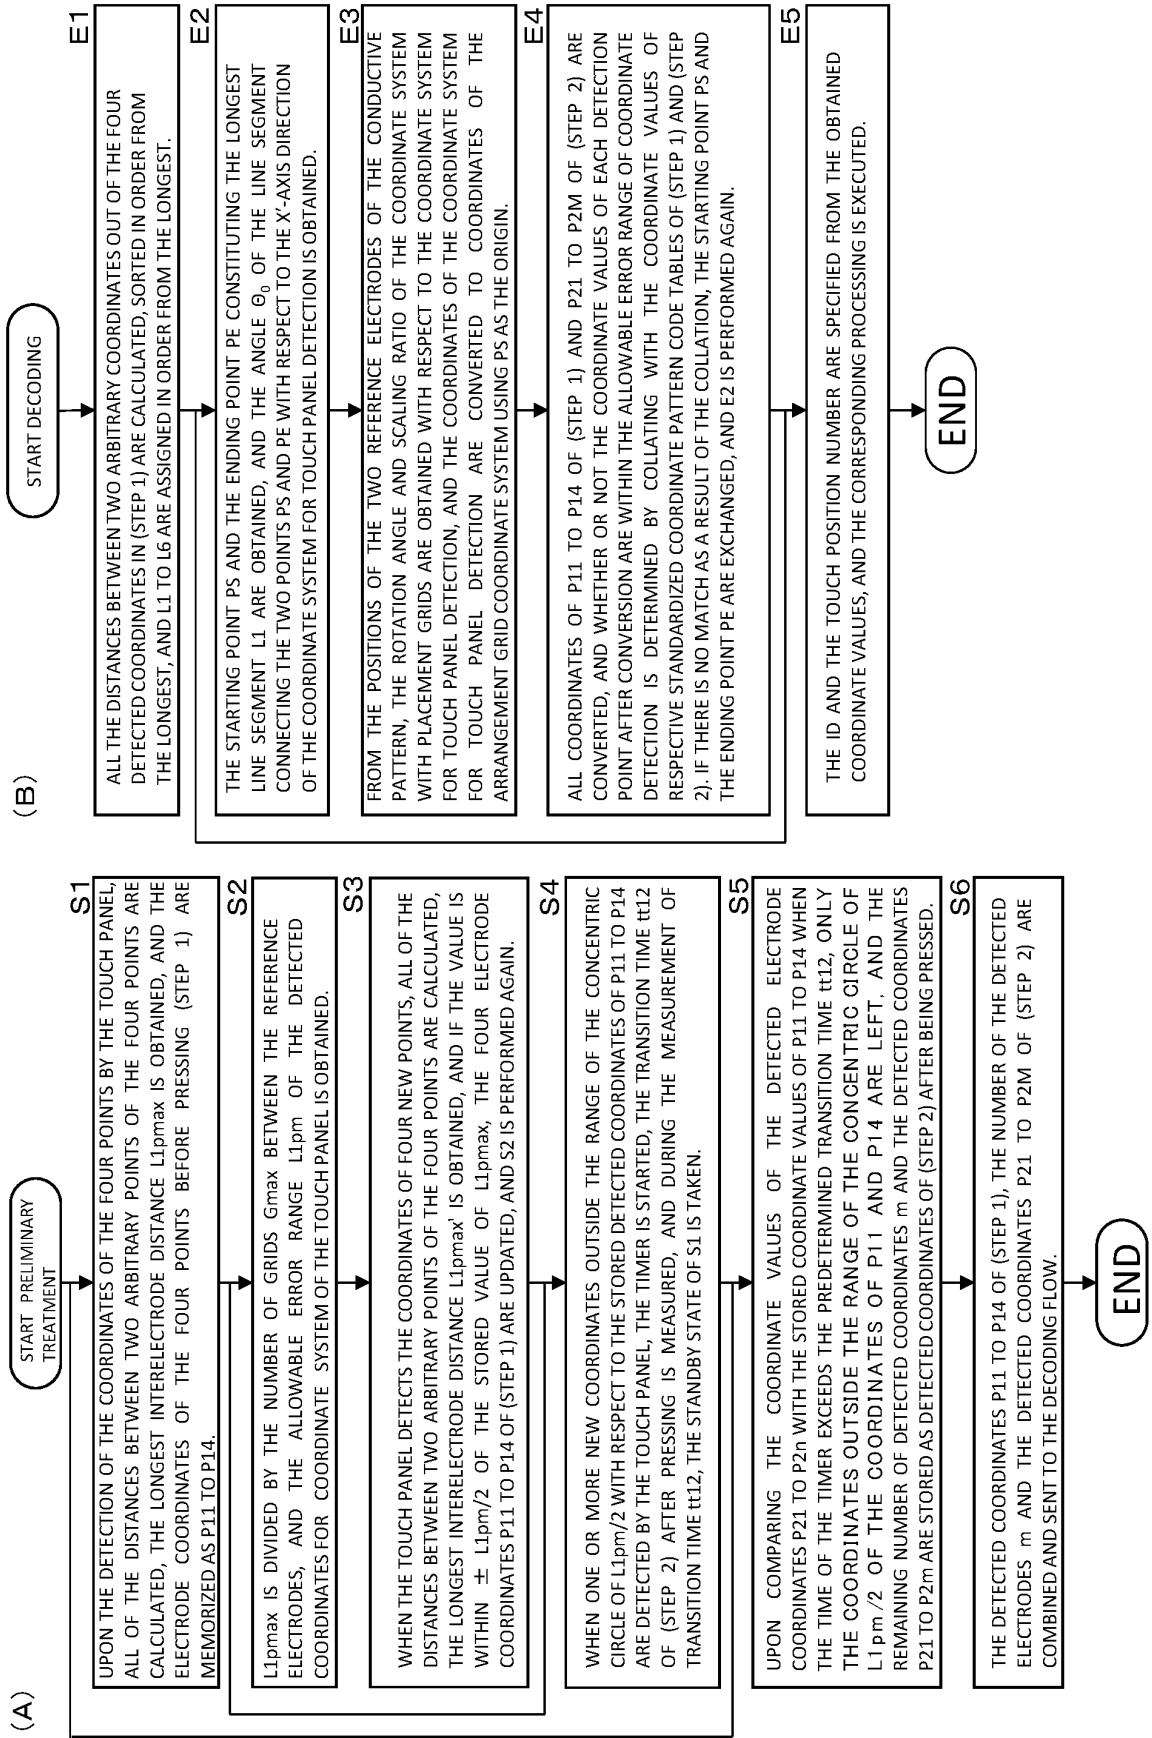 (A)
START PRELIMINARY
TREATMENT
S1
UPON THE DETECTION OF THE COORDINATES OF THE FOUR POINTS BY THE TOUCH PANEL,
ALL OF THE DISTANCES BETWEEN TWO ARBITRARY POINTS OF THE FOUR POINTS ARE
CALCULATED, THE LONGEST INTERELECTRODE DISTANCE L1pmax IS OBTAINED, AND THE
ELECTRODE COORDINATES OF THE FOUR POINTS BEFORE PRESSING (STEP 1) ARE
MEMORIZED AS P11 TO P14.
S2
L1pmax IS DIVIDED BY THE NUMBER OF GRIDS Gmax BETWEEN THE REFERENCE
ELECTRODES, AND THE ALLOWABLE ERROR RANGE L1pm OF THE DETECTED
COORDINATES FOR COORDINATE SYSTEM OF THE TOUCH PANEL IS OBTAINED.
S3
WHEN THE TOUCH PANEL DETECTS THE COORDINATES OF FOUR NEW POINTS, ALL OF THE
DISTANCES BETWEEN TWO ARBITRARY POINTS OF THE FOUR POINTS ARE CALCULATED,
THE LONGEST INTERELECTRODE DISTANCE L1pmax' IS OBTAINED, AND IF THE VALUE IS
WITHIN ± L1pm/2 OF THE STORED VALUE OF L1pmax, THE FOUR ELECTRODE
COORDINATES P11 TO P14 OF (STEP 1) ARE UPDATED, AND S2 IS PERFORMED AGAIN.
S4
WHEN ONE OR MORE NEW COORDINATES OUTSIDE THE RANGE OF THE CONCENTRIC
CIRCLE OF L1pm/2 WITH RESPECT TO THE STORED DETECTED COORDINATES OF P11 TO P14
ARE DETECTED BY THE TOUCH PANEL, THE TIMER IS STARTED, THE TRANSITION TIME tt12
OF (STEP 2) AFTER PRESSING IS MEASURED, AND DURING THE MEASUREMENT OF
TRANSITION TIME tt12, THE STANDBY STATE OF S1 IS TAKEN.
S5
UPON COMPARING THE COORDINATE VALUES OF THE DETECTED ELECTRODE
COORDINATES P21 TO P2n WITH THE STORED COORDINATE VALUES OF P11 TO P14 WHEN
THE TIME OF THE TIMER EXCEEDS THE PREDETERMINED TRANSITION TIME tt12, ONLY
THE COORDINATES OUTSIDE THE RANGE OF THE CONCENTRIC CIRCLE OF
L1pm/2 OF THE COORDINATES OF P11 AND P14 ARE LEFT, AND THE
REMAINING NUMBER OF DETECTED COORDINATES m AND THE DETECTED COORDINATES
P21 TO P2m ARE STORED AS DETECTED COORDINATES OF (STEP 2) AFTER BEING PRESSED.
S6
THE DETECTED COORDINATES P11 TO P14 OF (STEP 1), THE NUMBER OF THE DETECTED
ELECTRODES m AND THE DETECTED COORDINATES P21 TO P2M OF (STEP 2) ARE
COMBINED AND SENT TO THE DECODING FLOW.
END
(B)
START DECODING
E1
ALL THE DISTANCES BETWEEN TWO ARBITRARY COORDINATES OUT OF THE FOUR
DETECTED COORDINATES IN (STEP 1) ARE CALCULATED, SORTED IN ORDER FROM
THE LONGEST, AND L1 TO L6 ARE ASSIGNED IN ORDER FROM THE LONGEST.
E2
THE STARTING POINT PS AND THE ENDING POINT PE CONSTITUTING THE LONGEST
LINE SEGMENT L1 ARE OBTAINED, AND THE ANGLE Θ₀ OF THE LINE SEGMENT
CONNECTING THE TWO POINTS PS AND PE WITH RESPECT TO THE X'-AXIS DIRECTION
OF THE COORDINATE SYSTEM FOR TOUCH PANEL DETECTION IS OBTAINED.
E3
FROM THE POSITIONS OF THE TWO REFERENCE ELECTRODES OF THE CONDUCTIVE
PATTERN, THE ROTATION ANGLE AND SCALING RATIO OF THE COORDINATE SYSTEM
WITH PLACEMENT GRIDS ARE OBTAINED WITH RESPECT TO THE COORDINATE SYSTEM
FOR TOUCH PANEL DETECTION, AND THE COORDINATES OF THE COORDINATE SYSTEM
FOR TOUCH PANEL DETECTION ARE CONVERTED TO COORDINATES OF THE
ARRANGEMENT GRID COORDINATE SYSTEM USING PS AS THE ORIGIN.
E4
ALL COORDINATES OF P11 TO P14 OF (STEP 1) AND P21 TO P2M OF (STEP 2) ARE
CONVERTED, AND WHETHER OR NOT THE COORDINATE VALUES OF EACH DETECTION
POINT AFTER CONVERSION ARE WITHIN THE ALLOWABLE ERROR RANGE OF COORDINATE
DETECTION IS DETERMINED BY COLLATING WITH THE COORDINATE VALUES OF
RESPECTIVE STANDARDIZED COORDINATE PATTERN CODE TABLES OF (STEP 1) AND (STEP
2). IF THERE IS NO MATCH AS A RESULT OF THE COLLATION, THE STARTING POINT PS AND
THE ENDING POINT PE ARE EXCHANGED, AND E2 IS PERFORMED AGAIN.
E5
THE ID AND THE TOUCH POSITION NUMBER ARE SPECIFIED FROM THE OBTAINED
COORDINATE VALUES, AND THE CORRESPONDING PROCESSING IS EXECUTED.
END